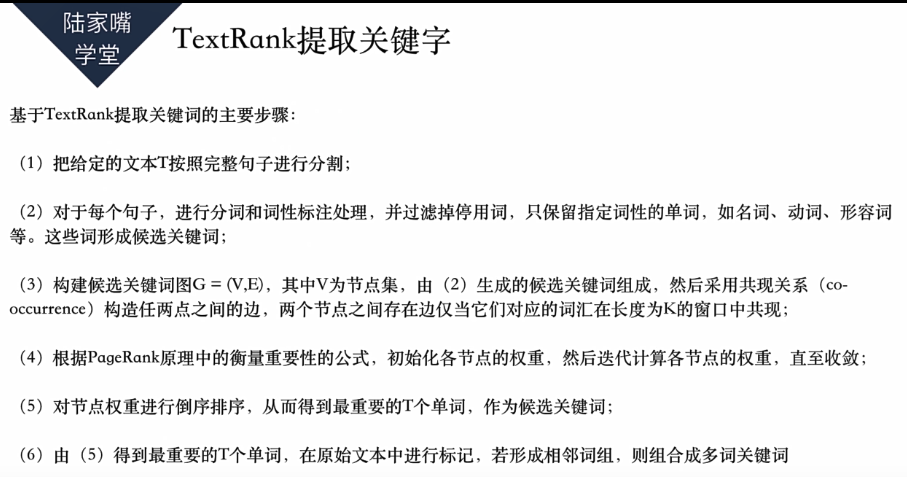 陆家嘴
学堂
TextRank提取关键字
基于TextRank提取关键词的主要步骤：
（1）把给定的文本T按照完整句子进行分割；
（2）对于每个句子，进行分词和词性标注处理，并过滤掉停用词，只保留指定词性的单词，如名词、动词、形容词
等。这些词形成候选关键词；
（3）构建候选关键词图G = (V,E)，其中V为节点集，由（2）生成的候选关键词组成，然后采用共现关系（co-
occurrence）构造任两点之间的边，两个节点之间存在边仅当它们对应的词汇在长度为K的窗口中共现；
（4）根据PageRank原理中的衡量重要性的公式，初始化各节点的权重，然后迭代计算各节点的权重，直至收敛；
（5）对节点权重进行倒序排序，从而得到最重要的T个单词，作为候选关键词；
（6）由（5）得到最重要的T个单词，在原始文本中进行标记，若形成相邻词组，则组合成多词关键词